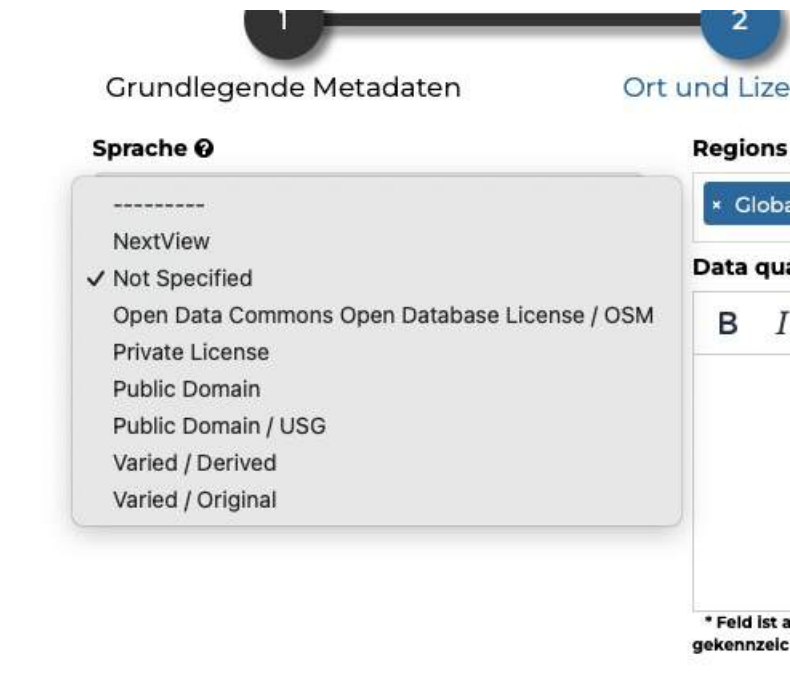 1
2
Grundlegende Metadaten
Ort und Lize
Sprache
---------
NextView
✓ Not Specified
Open Data Commons Open Database License / OSM
Private License
Public Domain
Public Domain / USG
Varied / Derived
Varied / Original
Regions
× Globa
Data qua
B I
* Feld ist a
gekennzeic